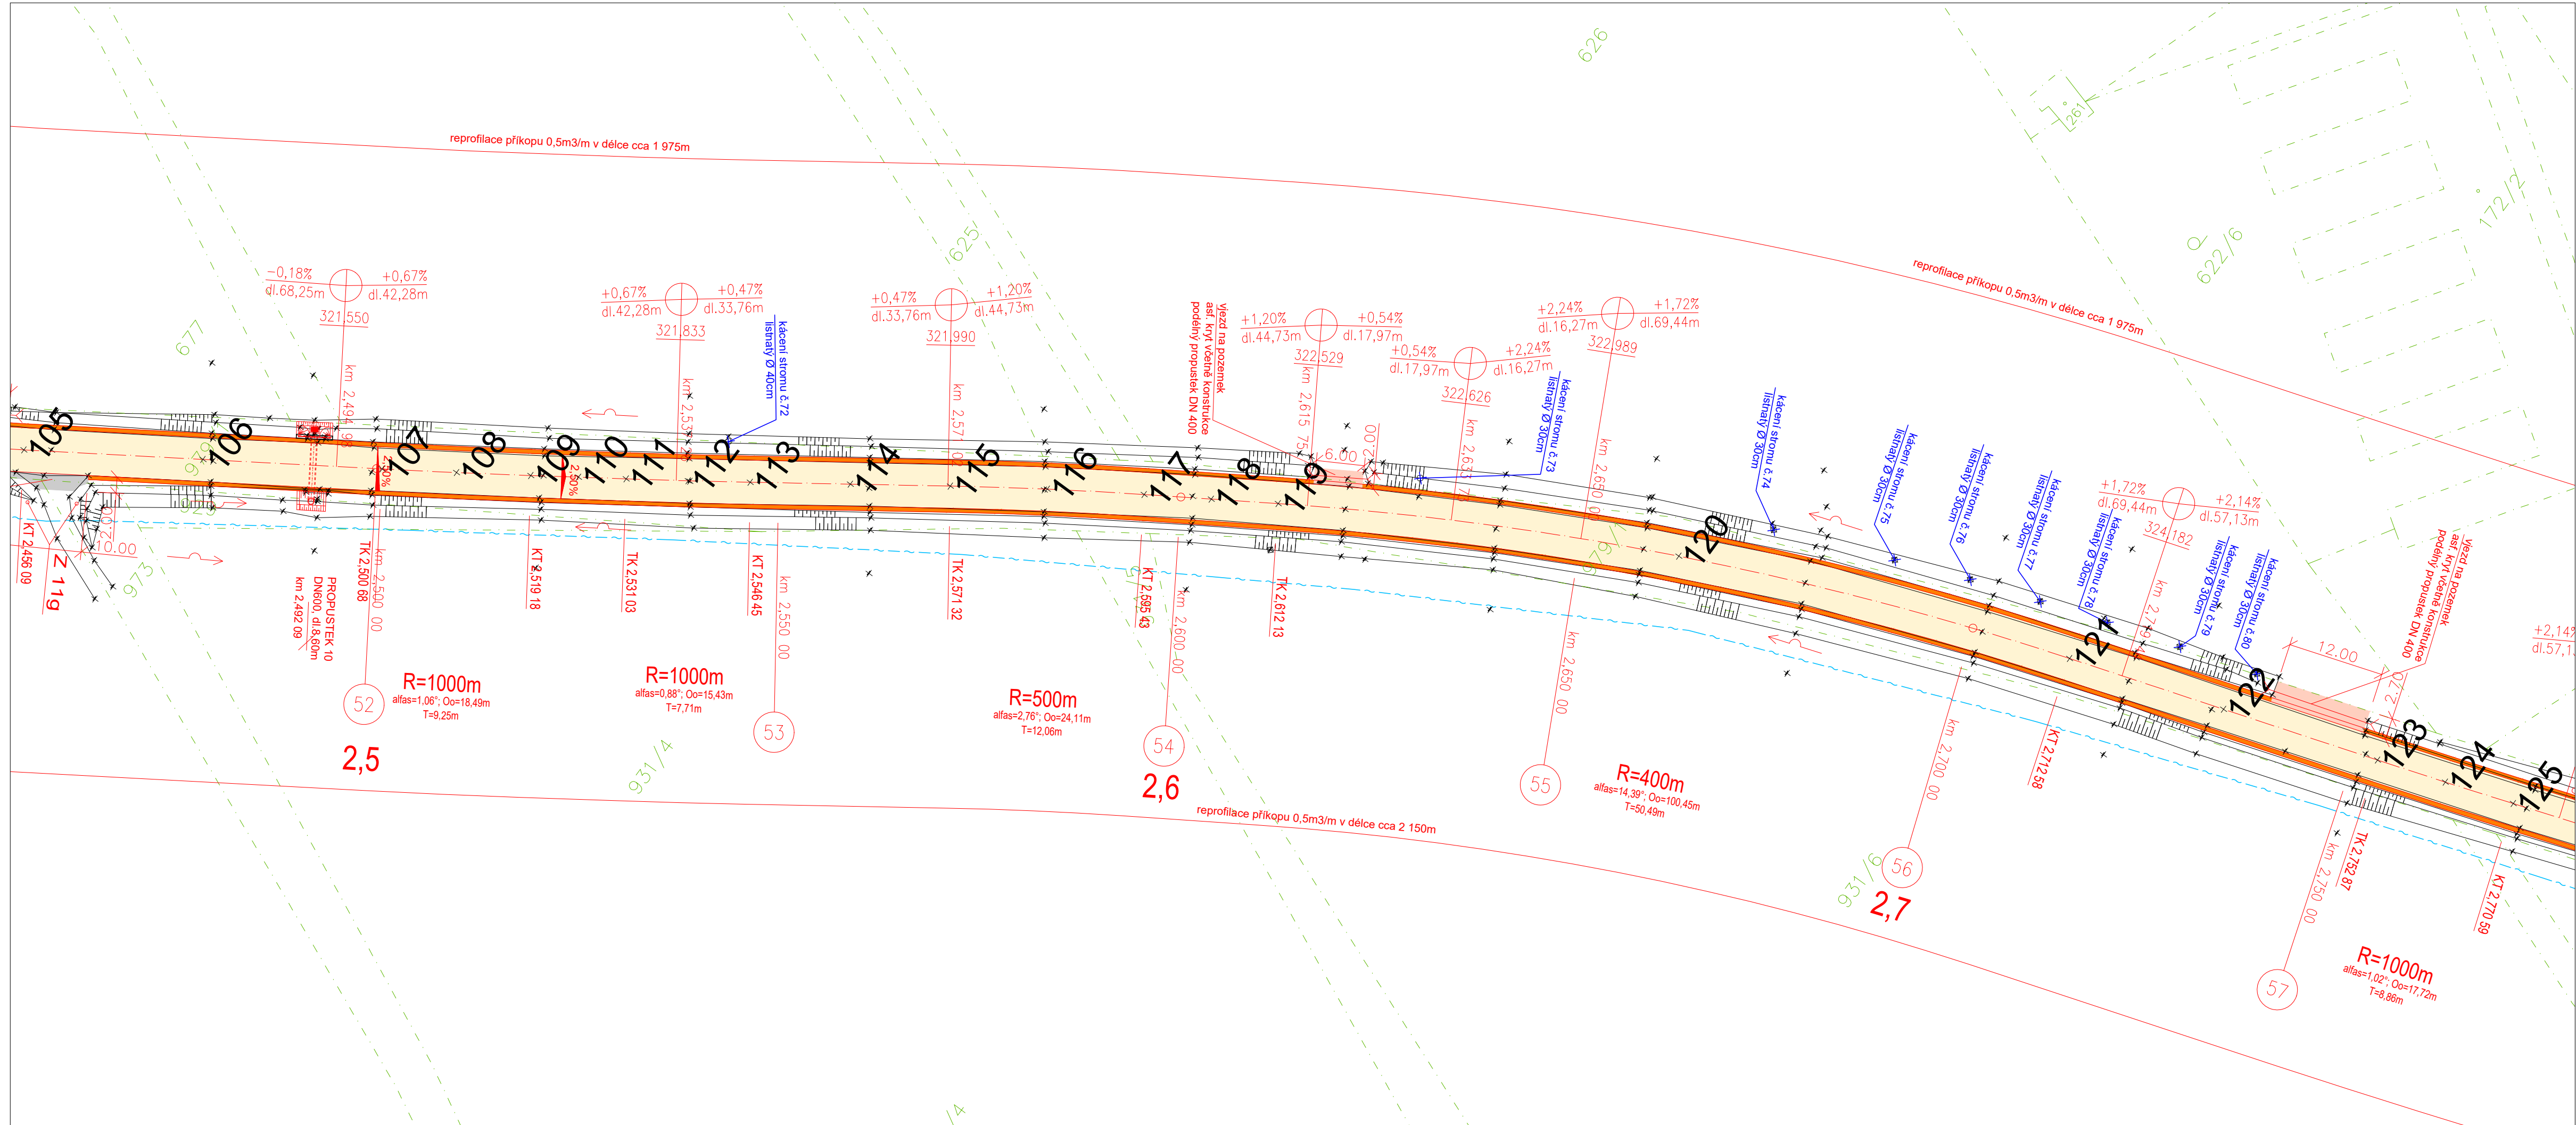 626
261
172/2
622/6
625
677
reprofilace příkopu 0,5m3/m v délce cca 1 975m
reprofilace příkopu 0,5m3/m v délce cca 1 975m
-0,18%
+0,67%
dl.68,25m
dl.42,28m
321,550
+0,67%
+0,47%
dl.42,28m
dl.33,76m
321,833
kácení stromu č.72
listnatý Ø 40cm
+0,47%
+1,20%
dl.33,76m
dl.44,73m
321,990
vjezd na pozemek
asf. kryt včetně konstrukce
podélný propustek DN 400
+1,20%
+0,54%
dl.44,73m
dl.17,97m
322,529
+0,54%
+2,24%
dl.17,97m
dl.16,27m
322,626
+2,24%
+1,72%
dl.16,27m
dl.69,44m
322,989
kácení stromu č.73
listnatý Ø 30cm
kácení stromu č.74
listnatý Ø 30cm
kácení stromu č.75
listnatý Ø 30cm
kácení stromu č.76
listnatý Ø 30cm
kácení stromu č.77
listnatý Ø 30cm
kácení stromu č.78
listnatý Ø 30cm
+1,72%
+2,14%
dl.69,44m
dl.57,13m
324,182
kácení stromu č.79
listnatý Ø 30cm
kácení stromu č.80
listnatý Ø 30cm
vjezd na pozemek
asf. kryt včetně konstrukce
podélný propustek DN 400
+2,14%
6.00
2.00
12.00
2.70
105
106
107
108
109
110
111
112
113
114
115
116
117
118
119
120
121
122
123
124
125
2,50%
2,50%
10.00
2.00
973
KT 2,456 09
Z 11g
PROPUSTEK 10
DN600, dl.8,60m
km 2,492 09
TK 2,500 68
km 2,500 00
KT 2,519 18
TK 2,531 03
KT 2,546 45
km 2,550 00
TK 2,571 32
KT 2,595 43
km 2,600 00
TK 2,612 13
km 2,650 00
km 2,650 00
km 2,700 00
KT 2,712 58
km 2,750 00
TK 2,752 87
KT 2,770 59
52
53
54
55
56
57
R=1000m
alfas=1,06°; Oo=18,49m
T=9,25m
R=1000m
alfas=0,88°; Oo=15,43m
T=7,71m
R=500m
alfas=2,76°; Oo=24,11m
T=12,06m
R=400m
alfas=14,39°; Oo=100,45m
T=50,49m
R=1000m
alfas=1,02°; Oo=17,72m
T=8,86m
2,5
2,6
2,7
931/4
931/6
reprofilace příkopu 0,5m3/m v délce cca 2 150m
/4